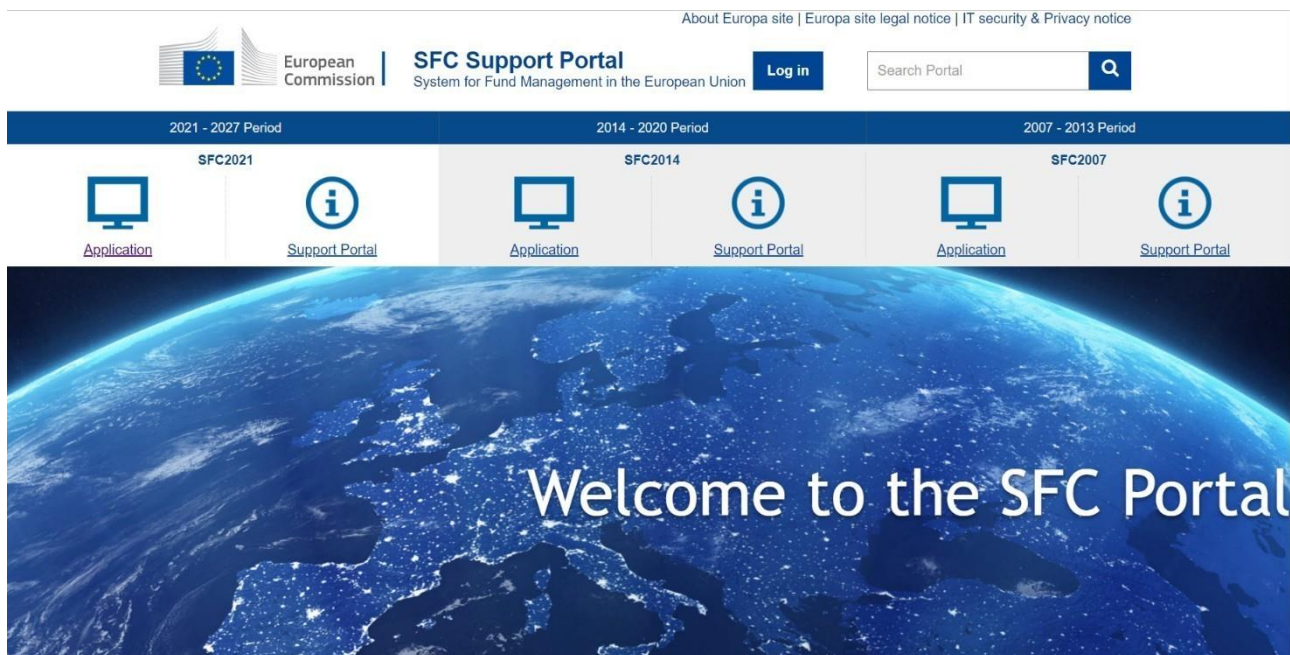 About Europa site | Europa site legal notice | IT security & Privacy notice
European
Commission
SFC Support Portal
System for Fund Management in the European Union
Log in
Search Portal
2021 - 2027 Period
2014 - 2020 Period
2007 - 2013 Period
SFC2021
SFC2014
SFC2007
Application
Support Portal
Application
Support Portal
Application
Support Portal
Welcome to the SFC Portal